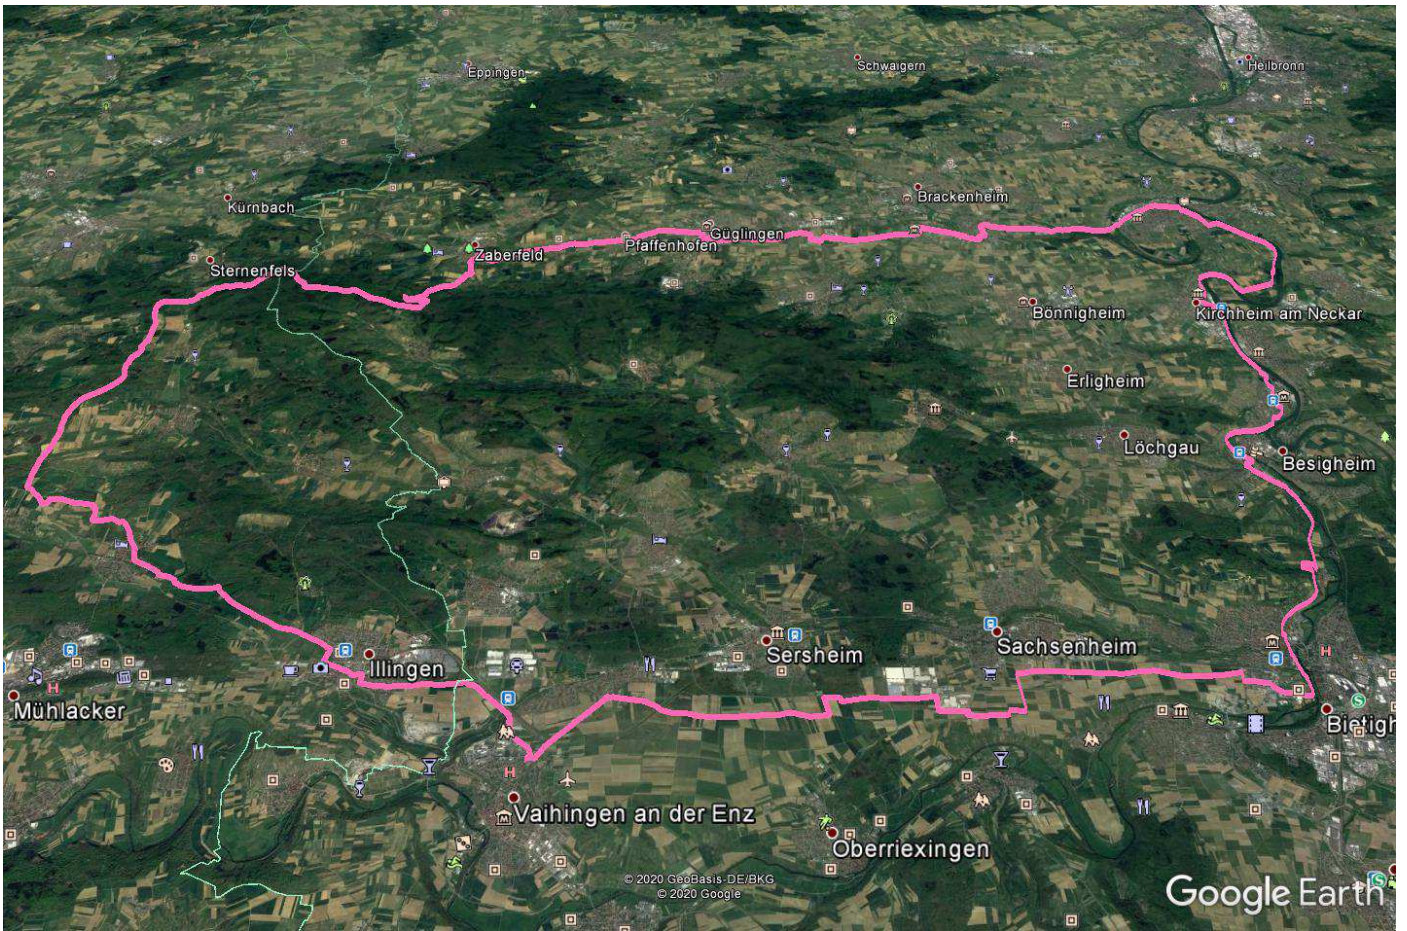 Eppingen
Schwaigern
Heilbronn
Kürnbach
Brackenheim
Güglingen
Pfaffenhofen
Zaberfeld
Sternenfels
Bönnigheim
Kirchheim am Neckar
Erligheim
Löchgau
Besigheim
Illingen
Sersheim
Sachsenheim
Mühlacker
Bietigh
Vaihingen an der Enz
Oberriexingen
© 2020 GeoBasis-DE/BKG
© 2020 Google
Google Earth